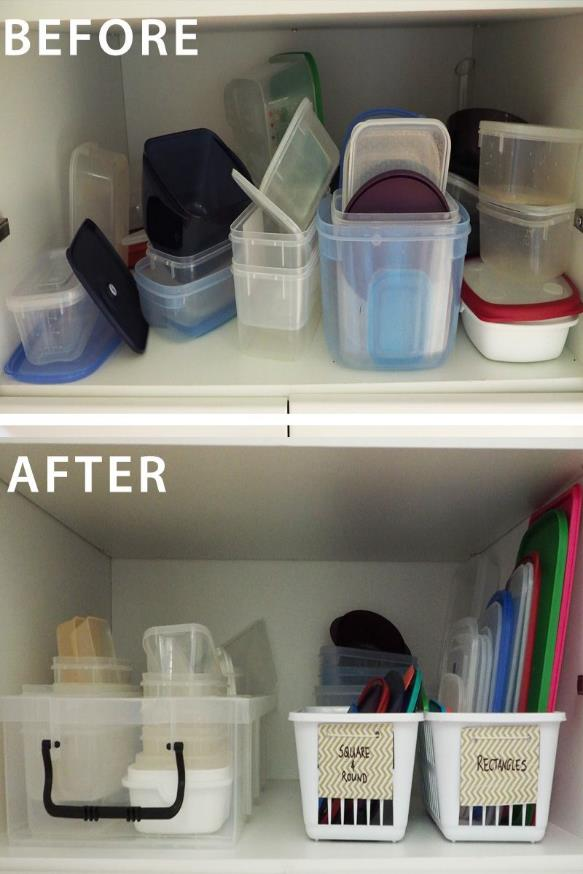 BEFORE
AFTER
SQUARE
&
ROUND
RECTANGLES